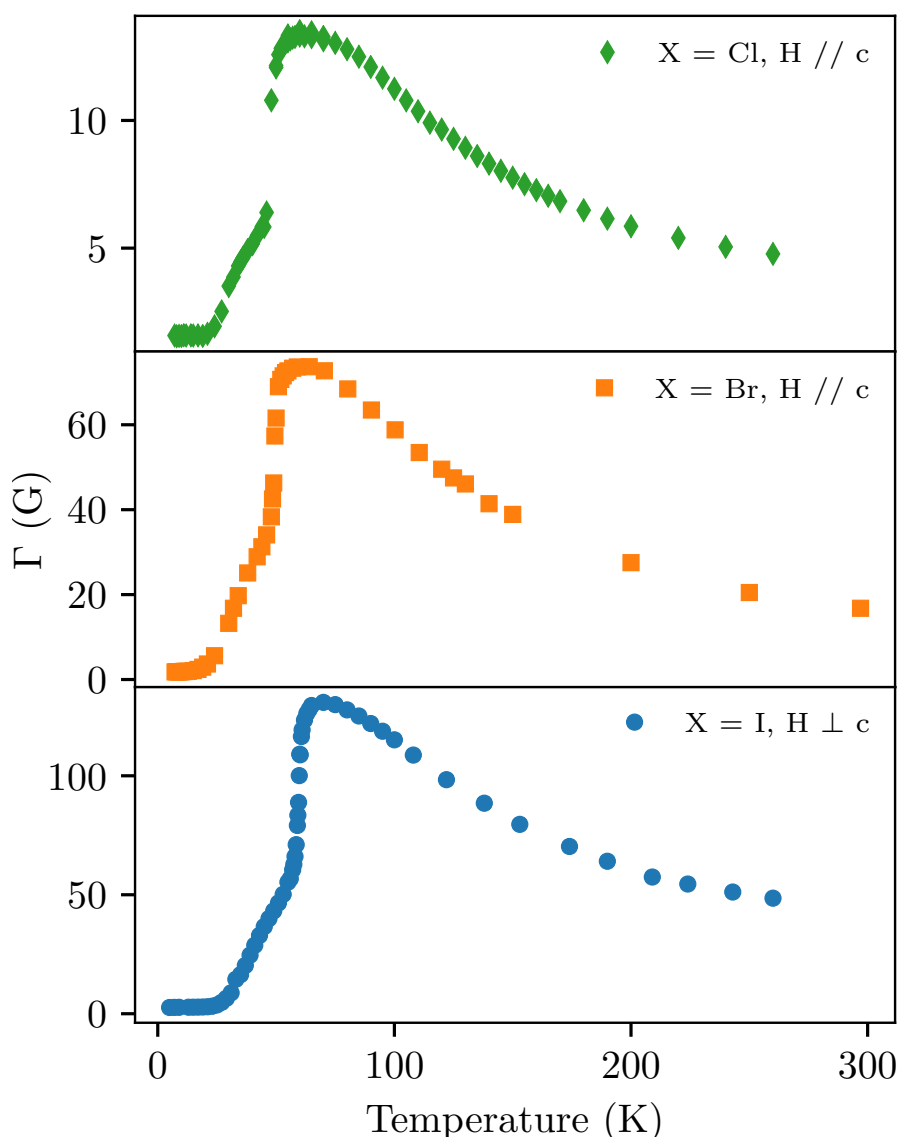 X = Cl, H // c
10
5
X = Br, H // c
60
40
20
0
Γ (G)
X = I, H ⊥ c
100
50
0
0 100 200 300
Temperature (K)